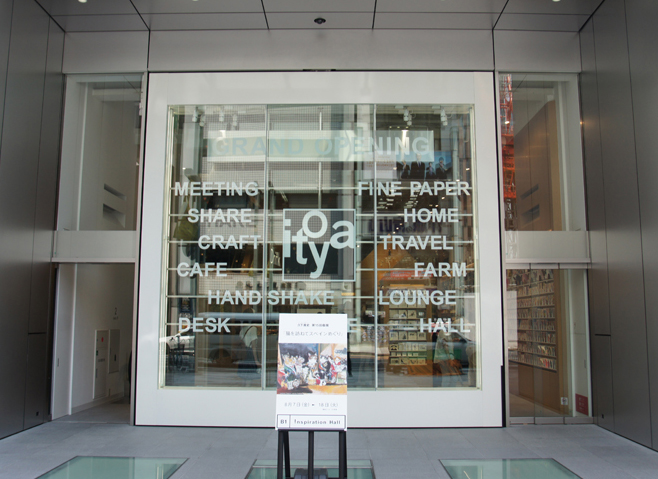 GRAND OPENING
MEETING FINE PAPER
SHARE HOME
CRAFT itoya TRAVEL
CAFE FARM
HAND SHAKE LOUNGE
DESK HALL
B1 Inspiration Hall